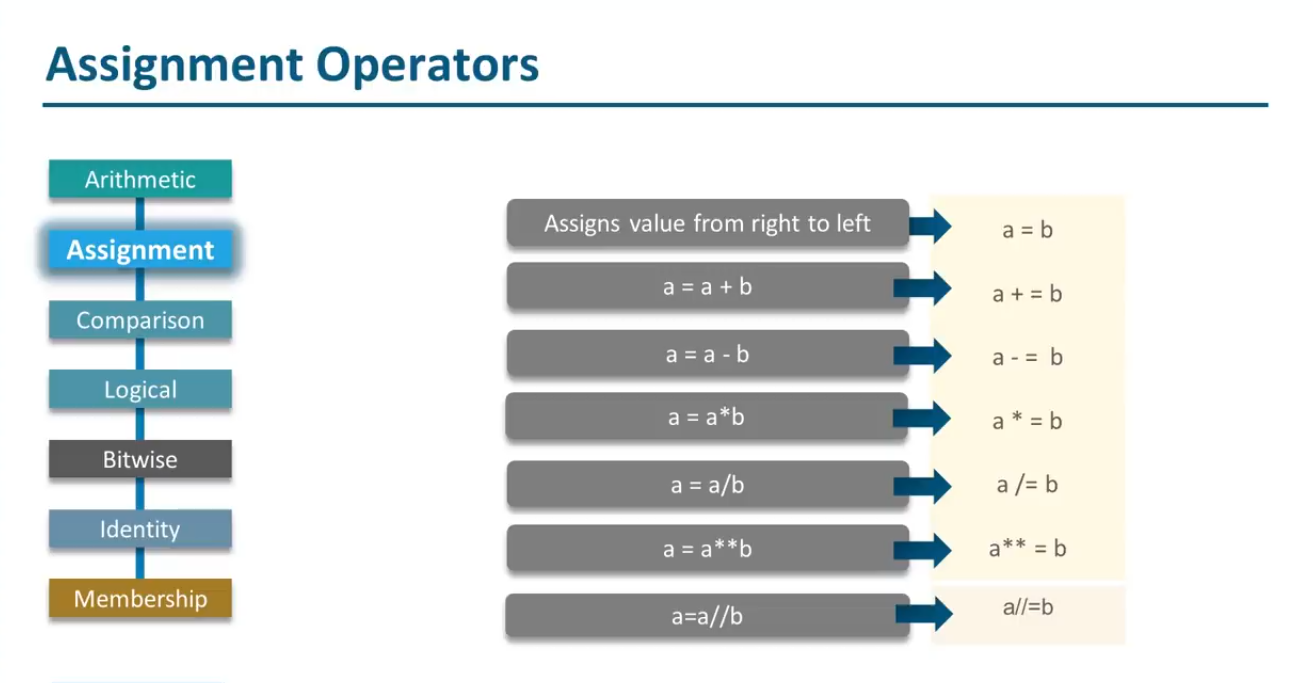 Assignment Operators
Arithmetic
Assignment
Comparison
Logical
Bitwise
Identity
Membership
Assigns value from right to left
a = b
a = a + b
a + = b
a = a - b
a - = b
a = a*b
a * = b
a = a/b
a /= b
a = a**b
a** = b
a=a//b
a//=b